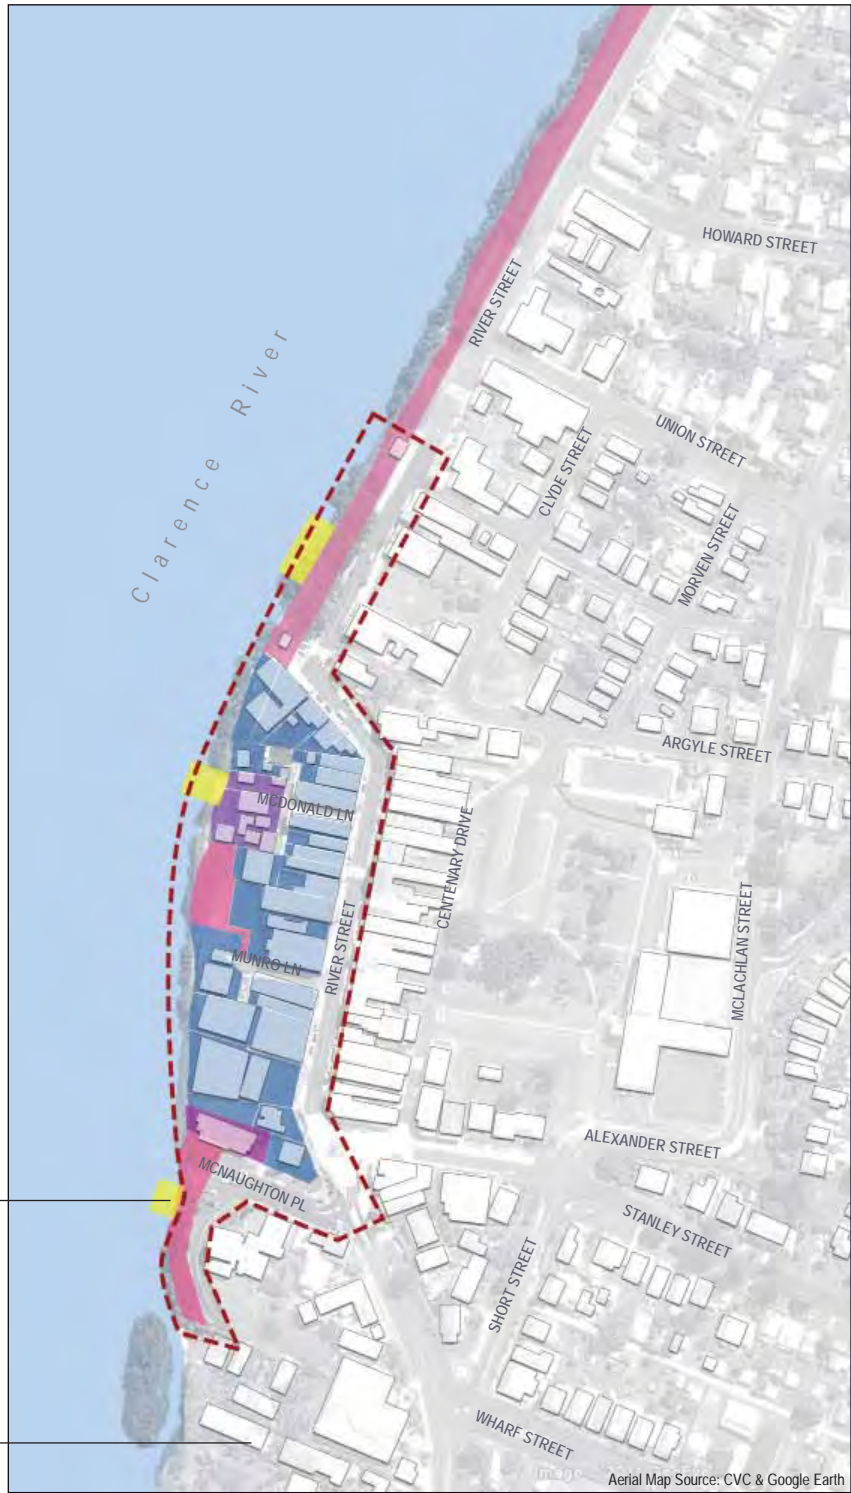 HOWARD STREET
RIVER STREET
Clarence River
UNION STREET
CLYDE STREET
MORVEN STREET
ARGYLE STREET
MCDONALD LN
CENTENARY DRIVE
MCLACHLAN STREET
RIVER STREET
MUNRO LN
ALEXANDER STREET
MCNAUGHTON PL
STANLEY STREET
SHORT STREET
WHARF STREET
Aerial Map Source: CVC & Google Earth